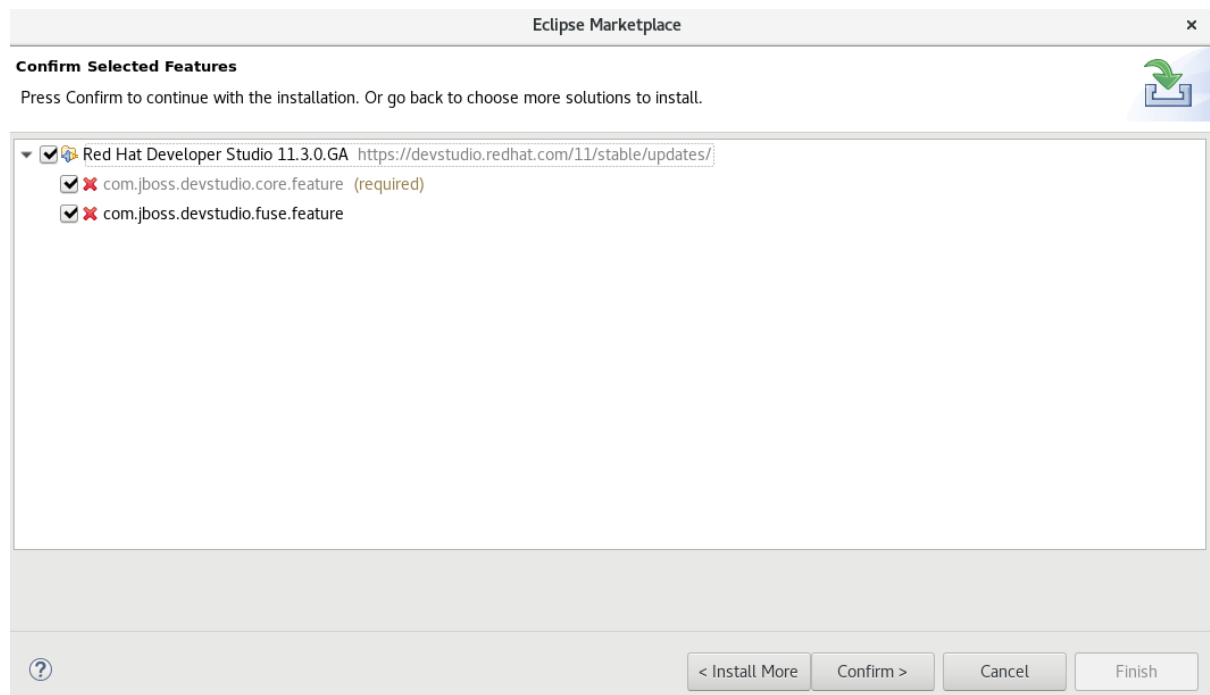 Eclipse Marketplace
Confirm Selected Features
Press Confirm to continue with the installation. Or go back to choose more solutions to install.
Red Hat Developer Studio 11.3.0.GA https://devstudio.redhat.com/11/stable/updates/
com.jboss.devstudio.core.feature (required)
com.jboss.devstudio.fuse.feature
< Install More Confirm > Cancel Finish